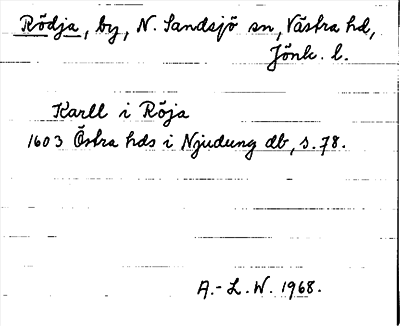 Rödja, by, N. Sandsjö sn, Västra hd,
Jönk. l.
Karll i Röja
1603 Östra hds i Njudung db, s. 78.
A.-L.W. 1968.